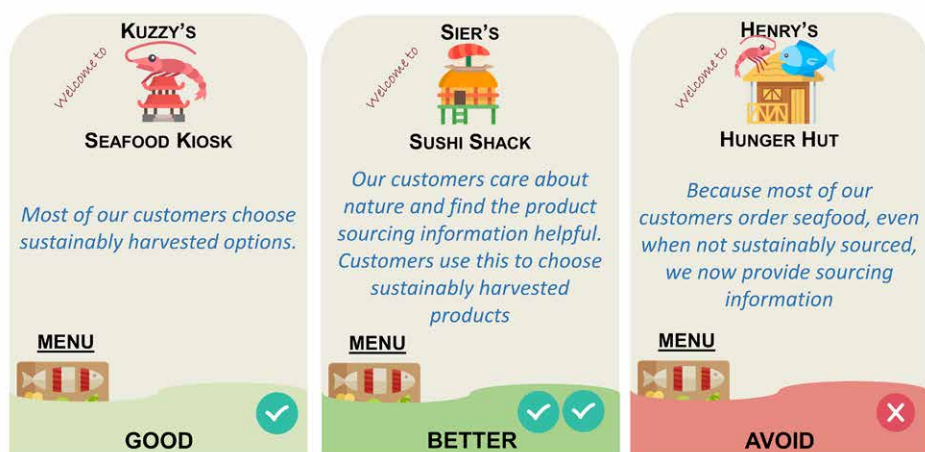 KUZZY'S
Welcome to
SEAFOOD KIOSK
Most of our customers choose
sustainably harvested options.
MENU
GOOD
SIER'S
Welcome to
SUSHI SHACK
Our customers care about
nature and find the product
sourcing information helpful.
Customers use this to choose
sustainably harvested
products
MENU
BETTER
HENRY'S
Welcome to
HUNGER HUT
Because most of our
customers order seafood, even
when not sustainably sourced,
we now provide sourcing
information
MENU
AVOID